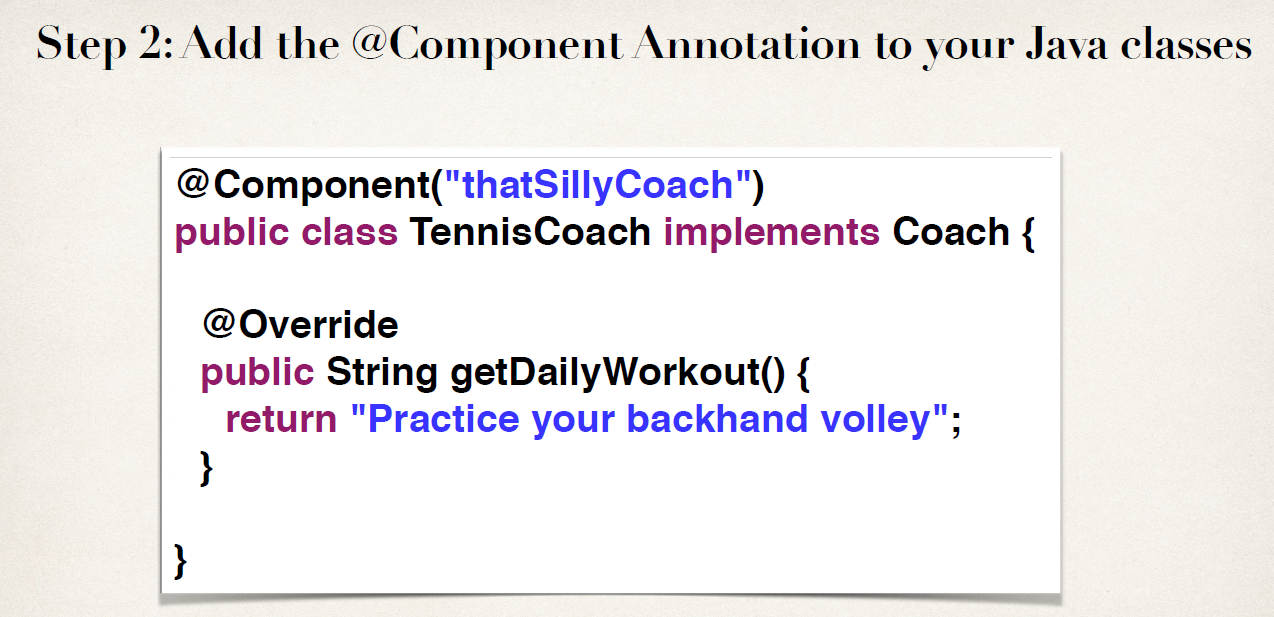 Step 2: Add the @Component Annotation to your Java classes
@Component("thatSillyCoach")
public class TennisCoach implements Coach {
@Override
public String getDailyWorkout() {
return "Practice your backhand volley";
}
}